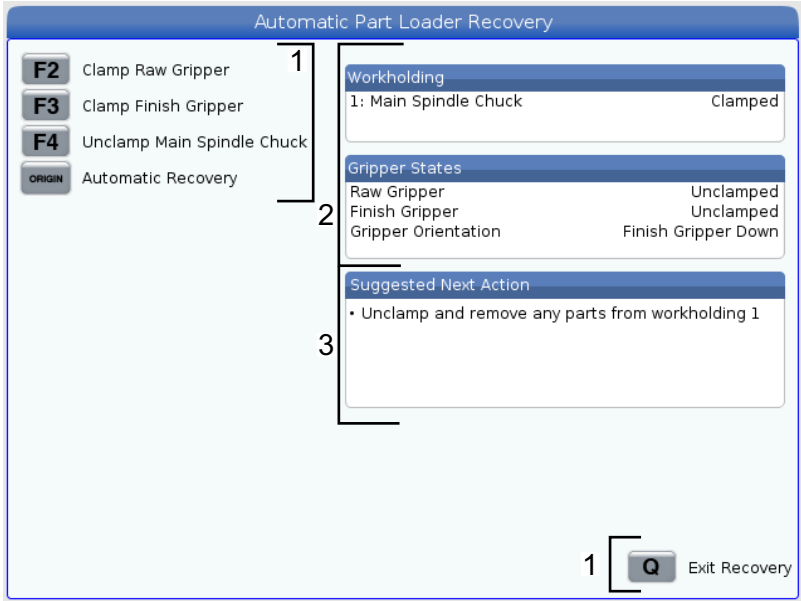 Automatic Part Loader Recovery
1
F2 Clamp Raw Gripper
F3 Clamp Finish Gripper
F4 Unclamp Main Spindle Chuck
ORIGIN Automatic Recovery
2
Workholding
1: Main Spindle Chuck Clamped
Gripper States
Raw Gripper Unclamped
Finish Gripper Unclamped
Gripper Orientation Finish Gripper Down
3
Suggested Next Action
• Unclamp and remove any parts from workholding 1
1
Q Exit Recovery